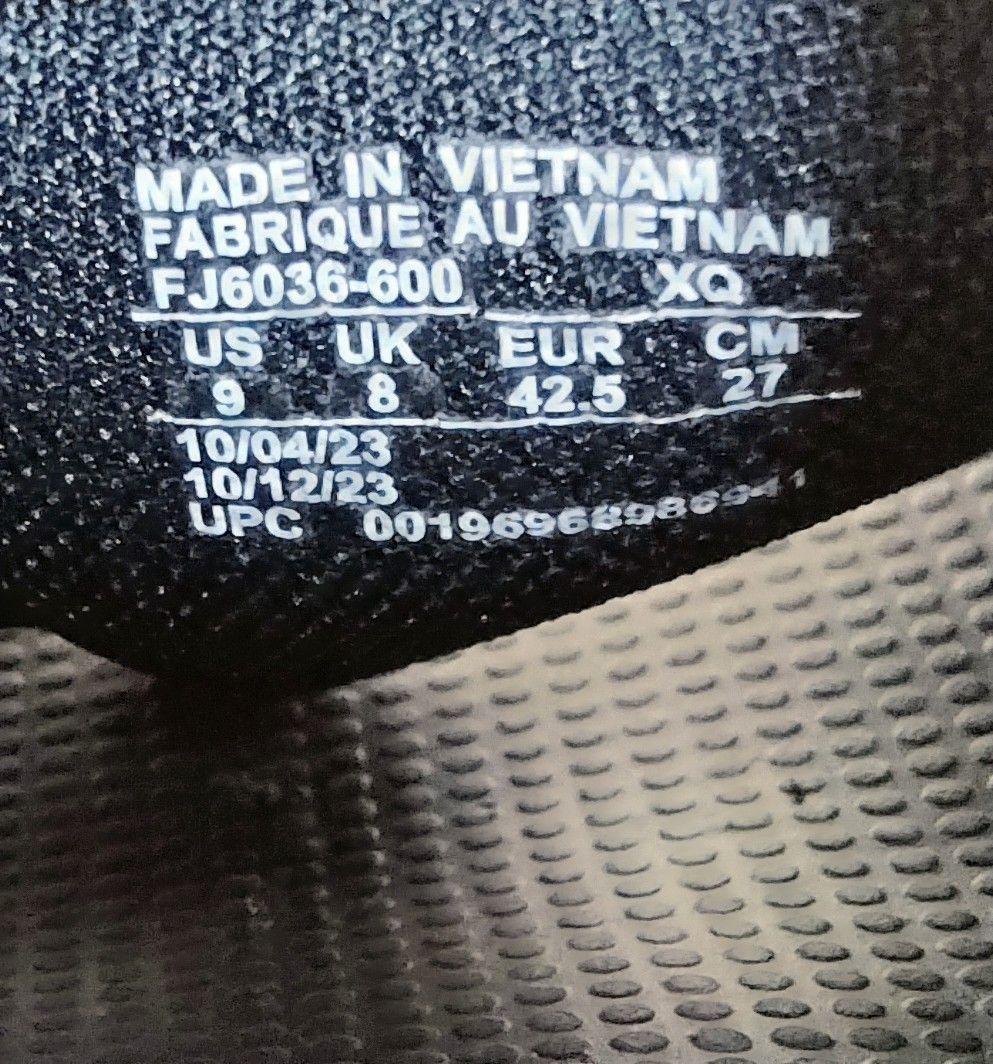 MADE IN VIETNAM
FABRIQUE AU VIETNAM
FJ6036-600 XQ
US UK EUR CM
9 8 42.5 27
10/04/23
10/12/23
UPC 00196968986941